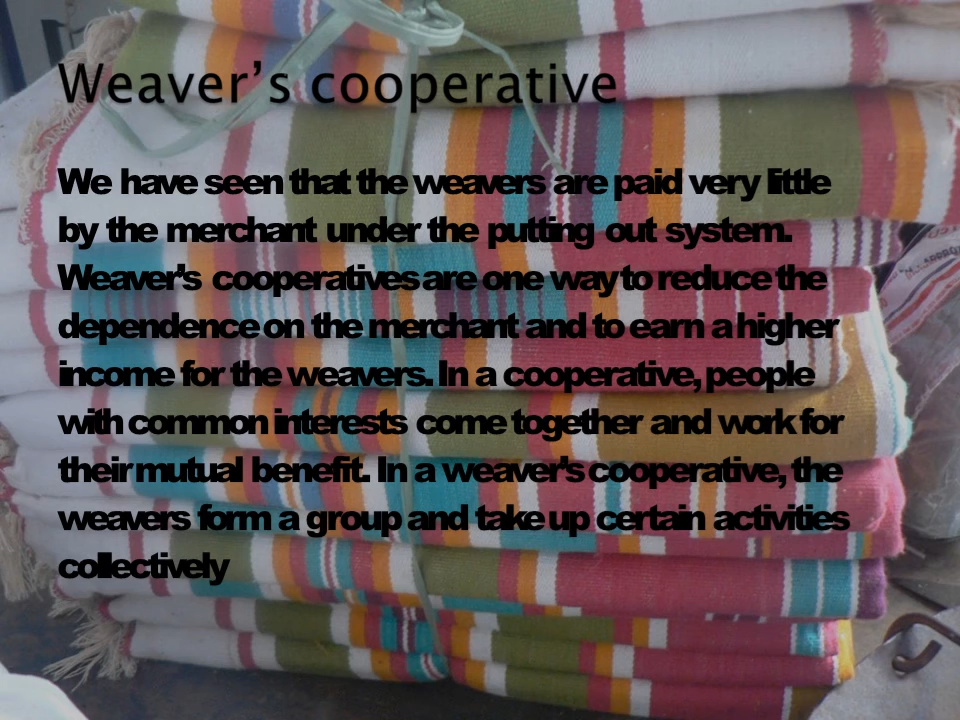 Weaver’s cooperative
We have seen that the weavers are paid very little
by the merchant under the putting out system.
Weaver’s cooperatives are one way to reduce the
dependence on the merchant and to earn a higher
income for the weavers. In a cooperative, people
with common interests come together and work for
their mutual benefit. In a weaver’s cooperative, the
weavers form a group and take up certain activities
collectively